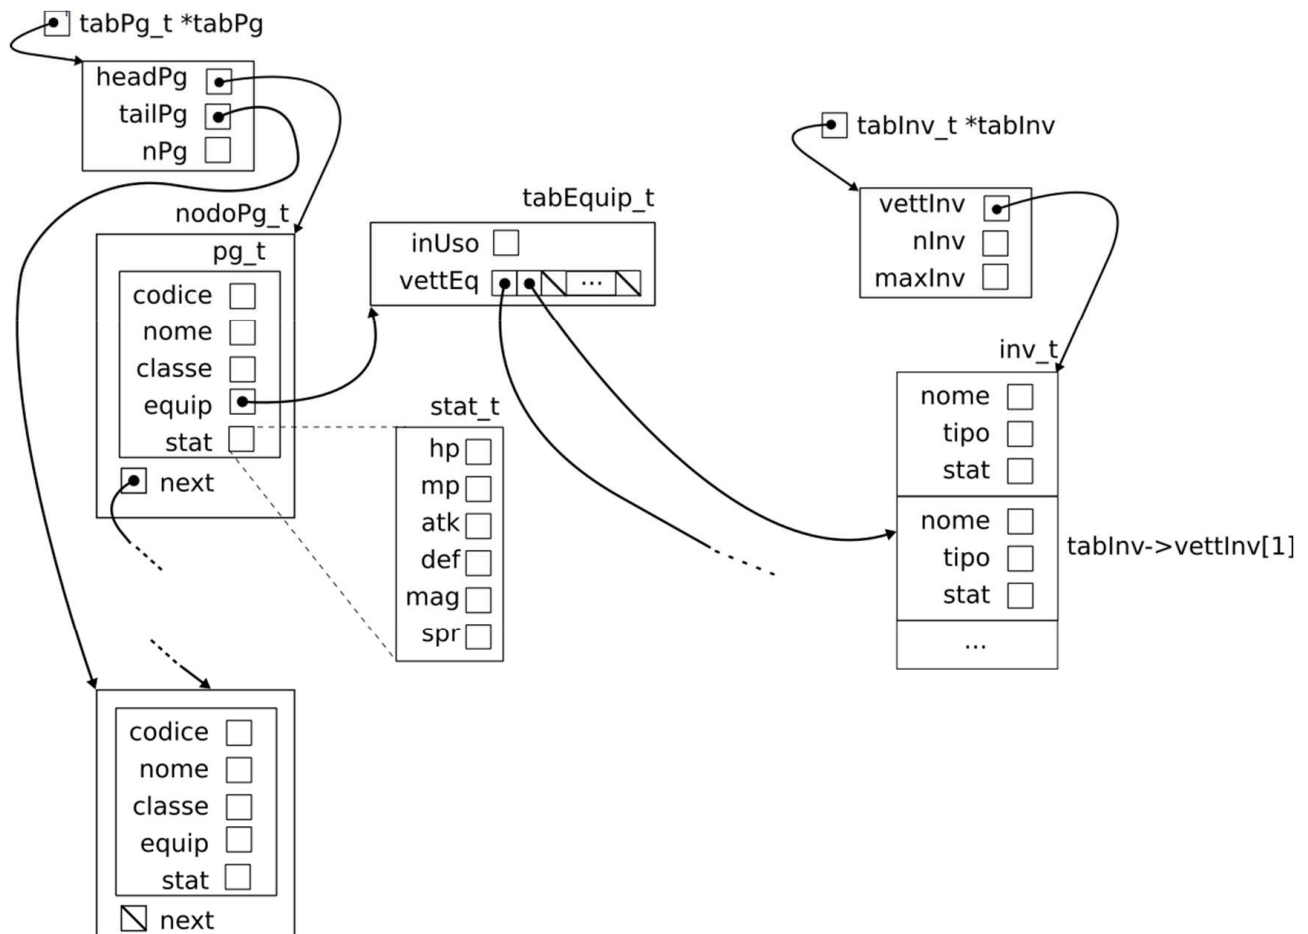 tabPg_t *tabPg
headPg
tailPg
nPg
nodoPg_t
pg_t
codice
nome
classe
equip
stat
next
tabEquip_t
inUso
vettEq
...
stat_t
hp
mp
atk
def
mag
spr
tabInv_t *tabInv
vettInv
nInv
maxInv
inv_t
nome
tipo
stat
nome
tipo
stat
tabInv->vettInv[1]
...
codice
nome
classe
equip
stat
next